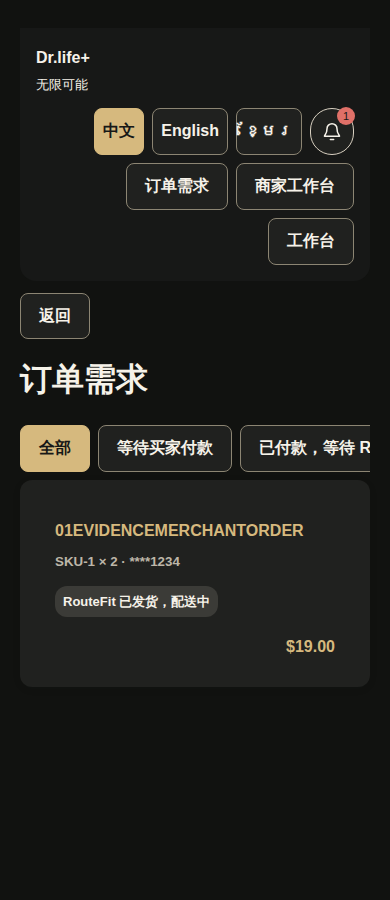 Dr.life+
无限可能
中文 English ខ្មែរ 1
订单需求 商家工作台
工作台
返回
订单需求
全部 等待买家付款 已付款，等待 R
01EVIDENCEMERCHANTORDER
SKU-1 × 2 · ****1234
RouteFit 已发货，配送中
$19.00